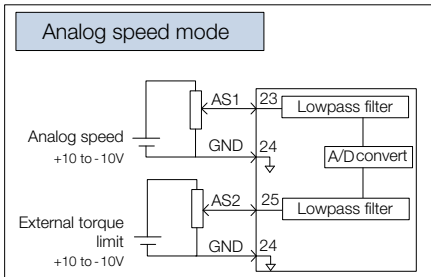 Analog speed mode
AS1
23
Lowpass filter
Analog speed
+10 to -10V
GND
24
A/D convert
AS2
25
Lowpass filter
External torque
limit
+10 to -10V
GND
24